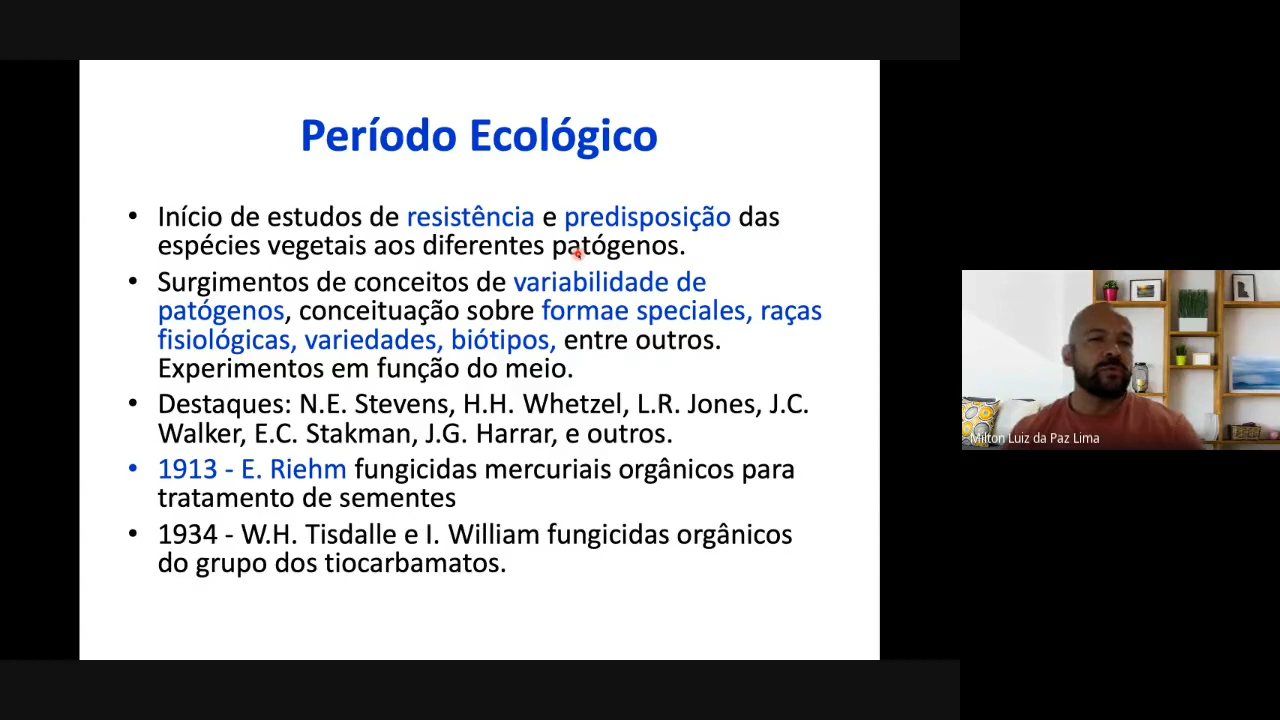 Período Ecológico
• Início de estudos de resistência e predisposição das
espécies vegetais aos diferentes patógenos.
• Surgimentos de conceitos de variabilidade de
patógenos, conceituação sobre formae speciales, raças
fisiológicas, variedades, biótipos, entre outros.
Experimentos em função do meio.
• Destaques: N.E. Stevens, H.H. Whetzel, L.R. Jones, J.C.
Walker, E.C. Stakman, J.G. Harrar, e outros.
• 1913 - E. Riehm fungicidas mercuriais orgânicos para
tratamento de sementes
• 1934 - W.H. Tisdalle e I. William fungicidas orgânicos
do grupo dos tiocarbamatos.
Milton Luiz da Paz Lima